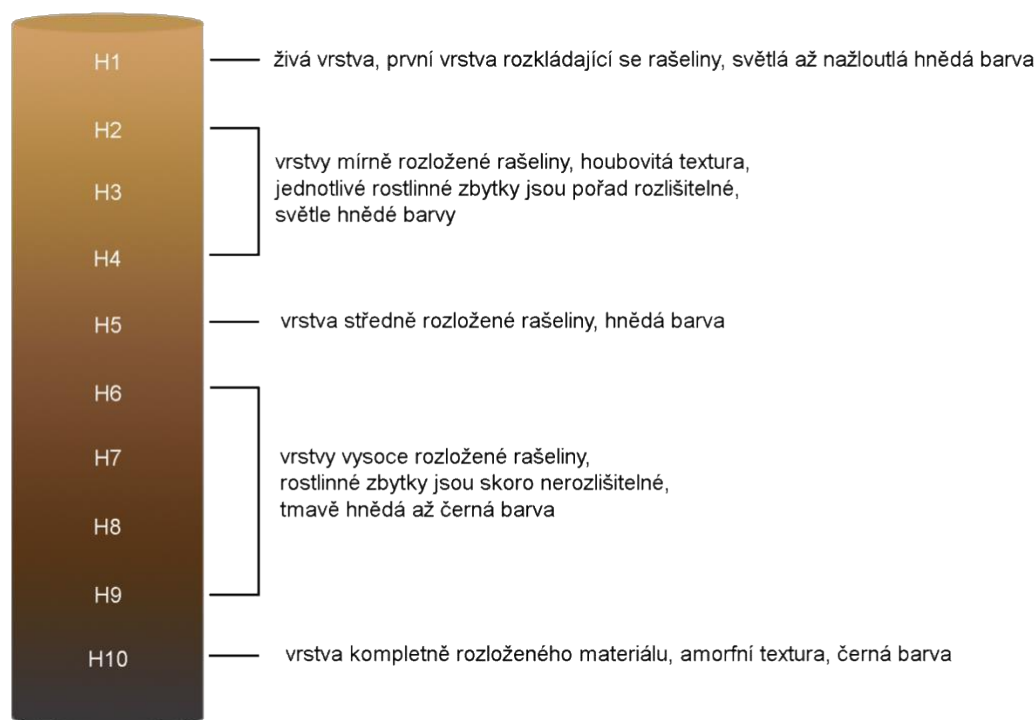 H1
živá vrstva, první vrstva rozkládající se rašeliny, světlá až nažloutlá hnědá barva
H2
H3
H4
vrstvy mírně rozložené rašeliny, houbovitá textura,
jednotlivé rostlinné zbytky jsou pořad rozlišitelné,
světle hnědé barvy
H5
vrstva středně rozložené rašeliny, hnědá barva
H6
H7
H8
H9
vrstvy vysoce rozložené rašeliny,
rostlinné zbytky jsou skoro nerozlišitelné,
tmavě hnědá až černá barva
H10
vrstva kompletně rozloženého materiálu, amorfní textura, černá barva